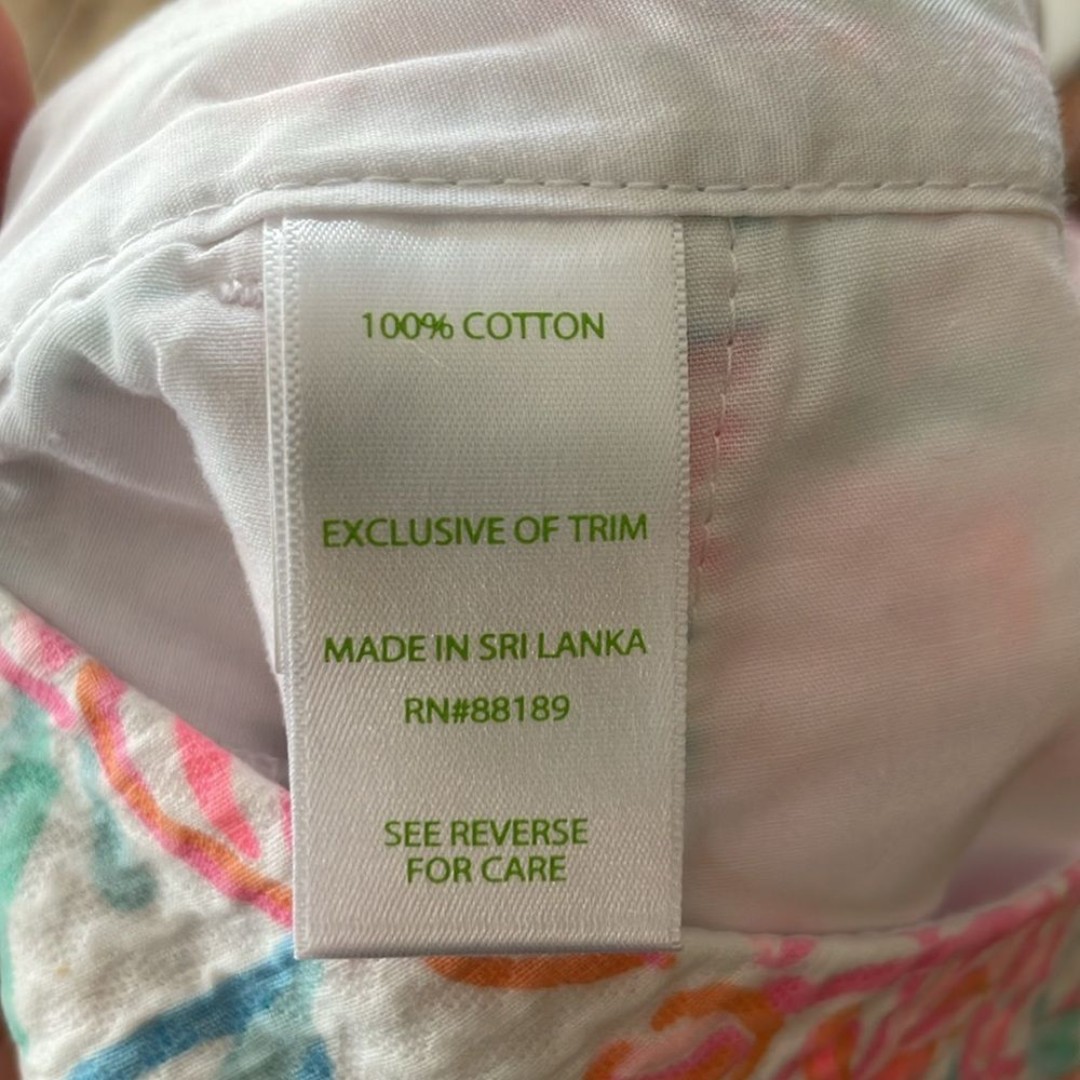 100% COTTON
EXCLUSIVE OF TRIM
MADE IN SRI LANKA
RN#88189
SEE REVERSE
FOR CARE